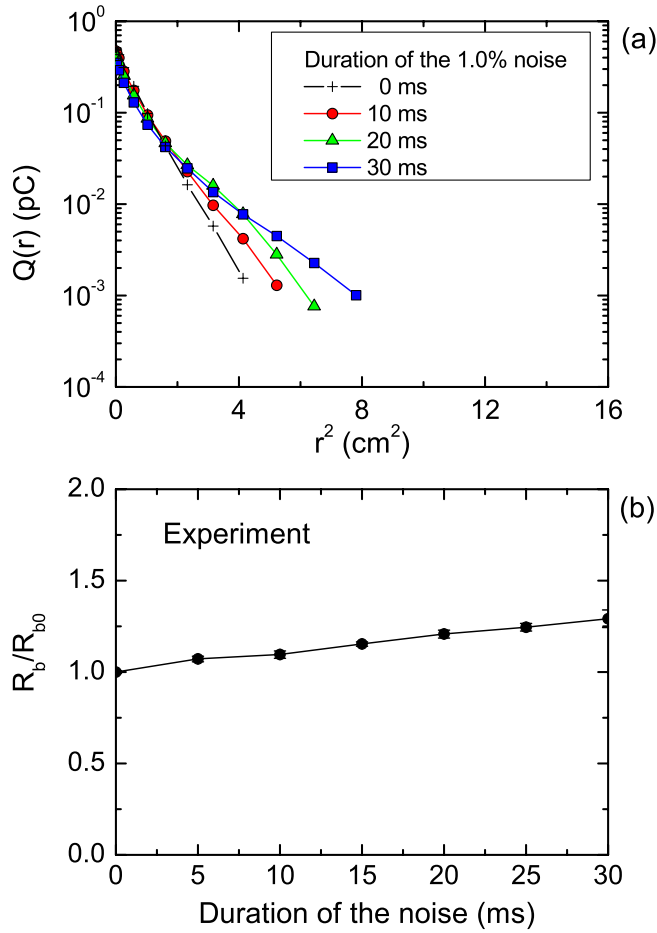 (a)
10^0
10^-1
10^-2
10^-3
10^-4
Q(r) (pC)
Duration of the 1.0% noise
0 ms
10 ms
20 ms
30 ms
0 4 8 12 16
r^2 (cm^2)
(b)
2.0
1.5
1.0
0.5
0.0
R_b/R_b0
Experiment
0 5 10 15 20 25 30
Duration of the noise (ms)